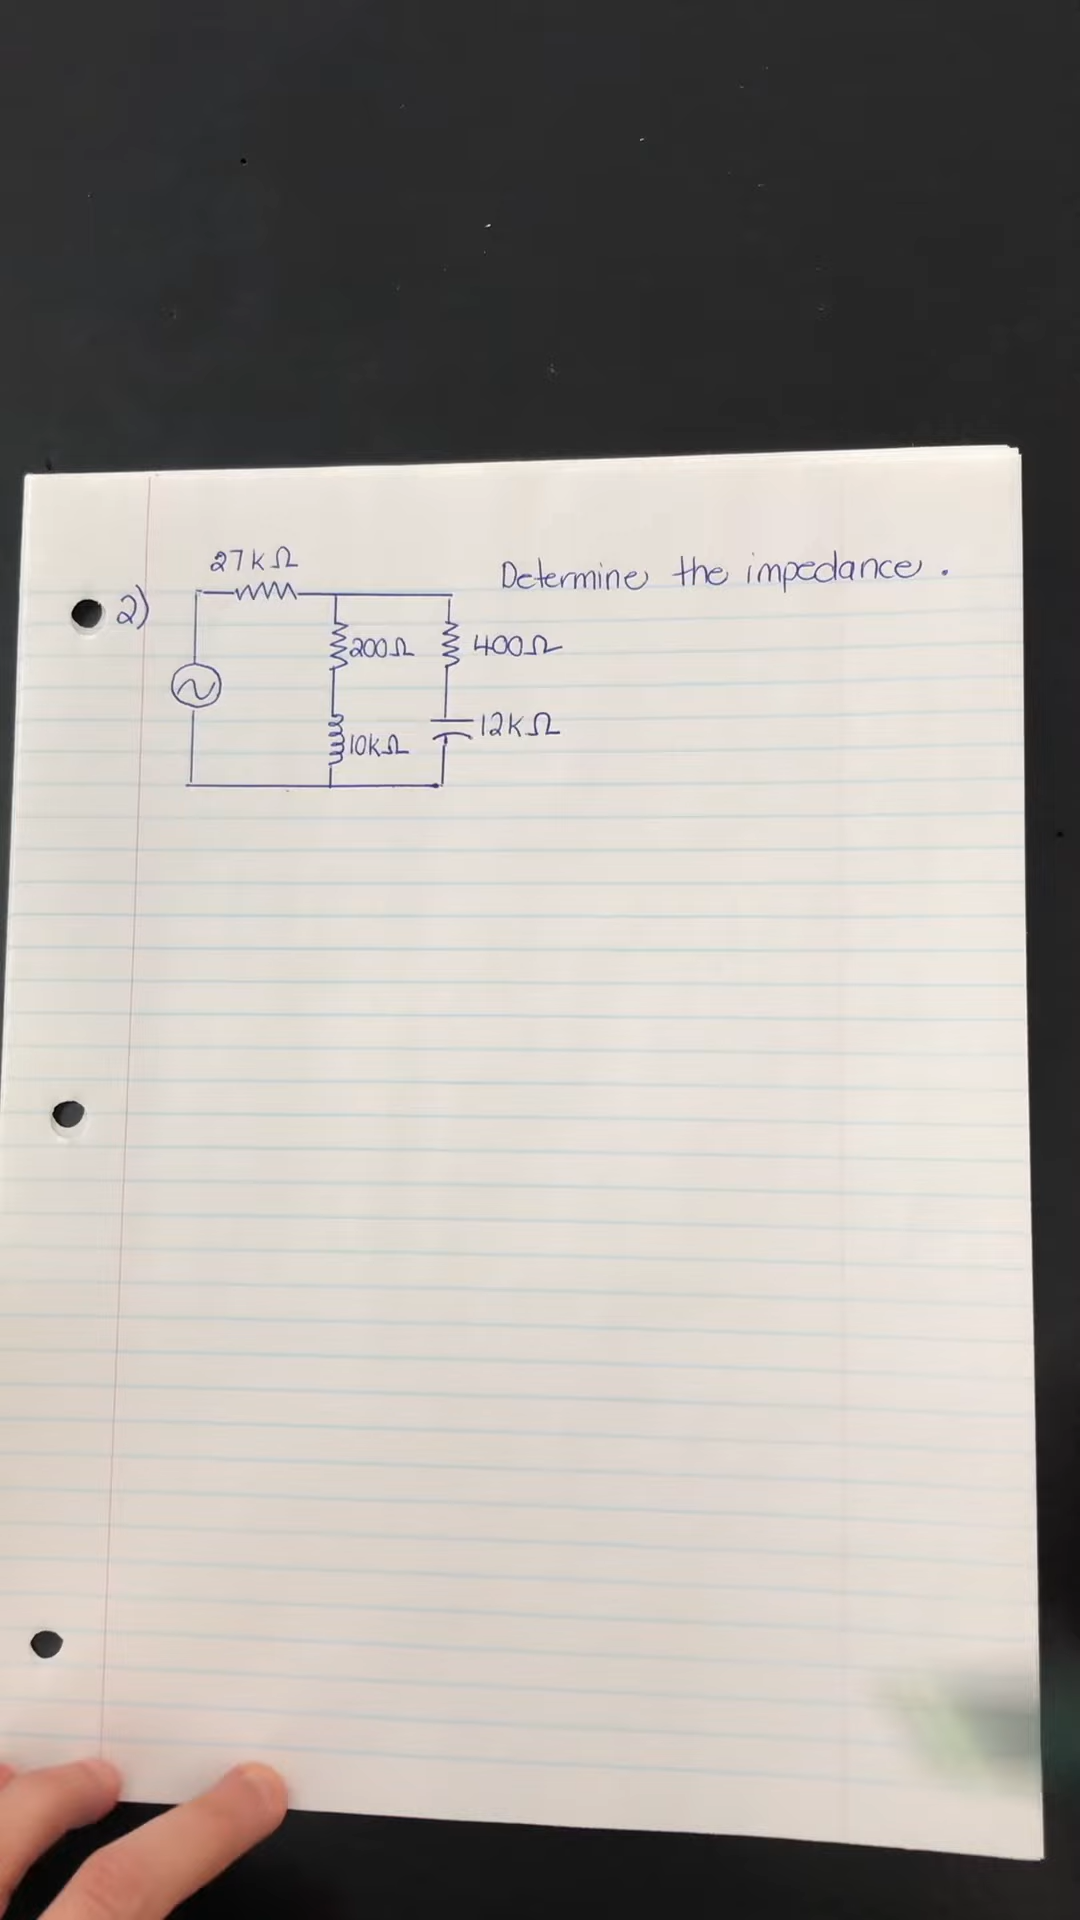 27kΩ
Determine the impedance.
2)
200Ω
400Ω
12kΩ
10kΩ